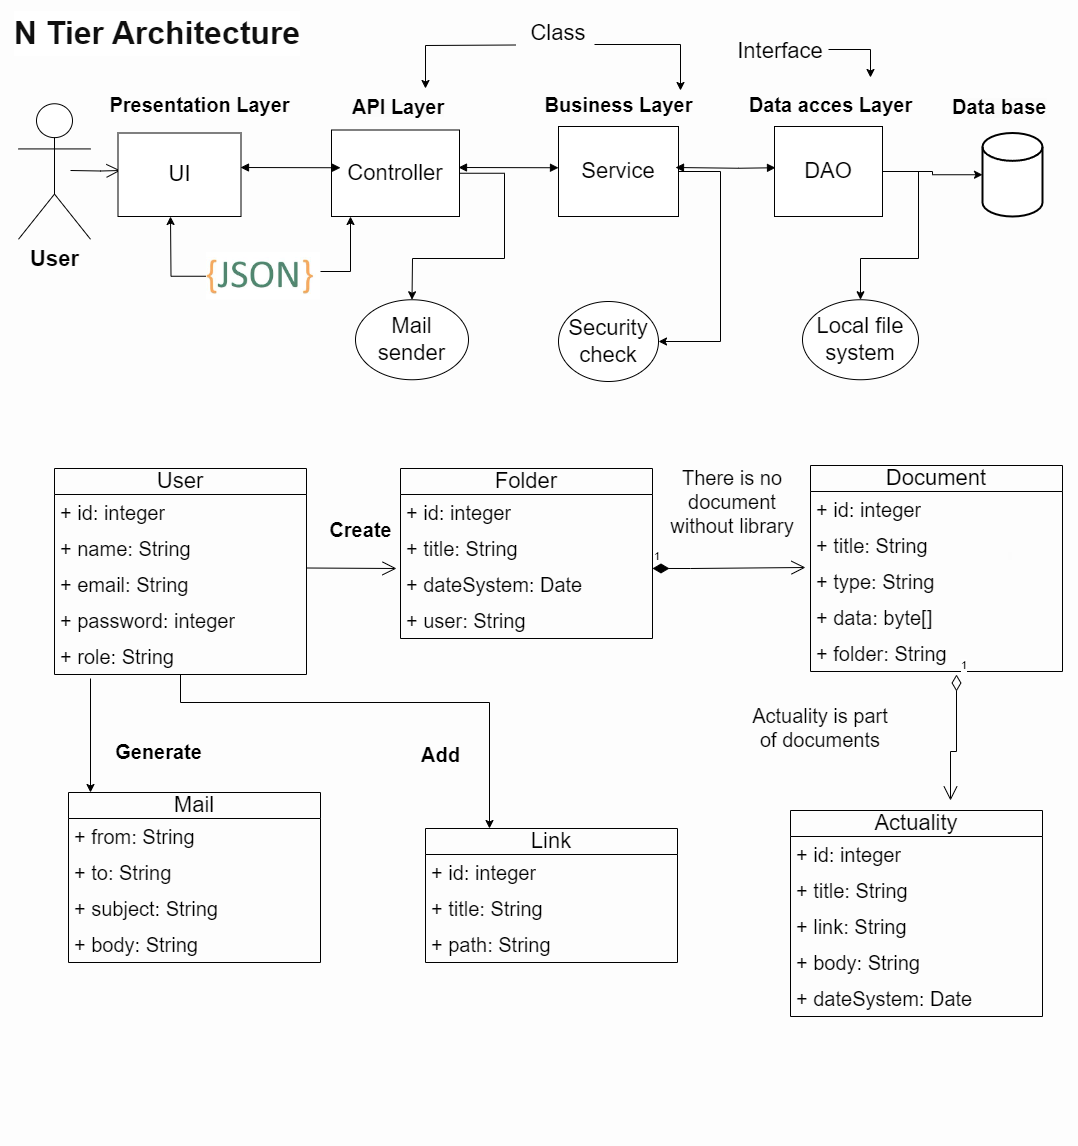 N Tier Architecture
Class
Interface
Presentation Layer
API Layer
Business Layer
Data acces Layer
Data base
UI
Controller
Service
DAO
User
{JSON}
Mail
sender
Security
check
Local file
system
User
+ id: integer
+ name: String
+ email: String
+ password: integer
+ role: String
Create
Folder
+ id: integer
+ title: String
+ dateSystem: Date
+ user: String
1
There is no
document
without library
Document
+ id: integer
+ title: String
+ type: String
+ data: byte[]
+ folder: String
1
Actuality is part
of documents
Generate
Add
Mail
+ from: String
+ to: String
+ subject: String
+ body: String
Link
+ id: integer
+ title: String
+ path: String
Actuality
+ id: integer
+ title: String
+ link: String
+ body: String
+ dateSystem: Date